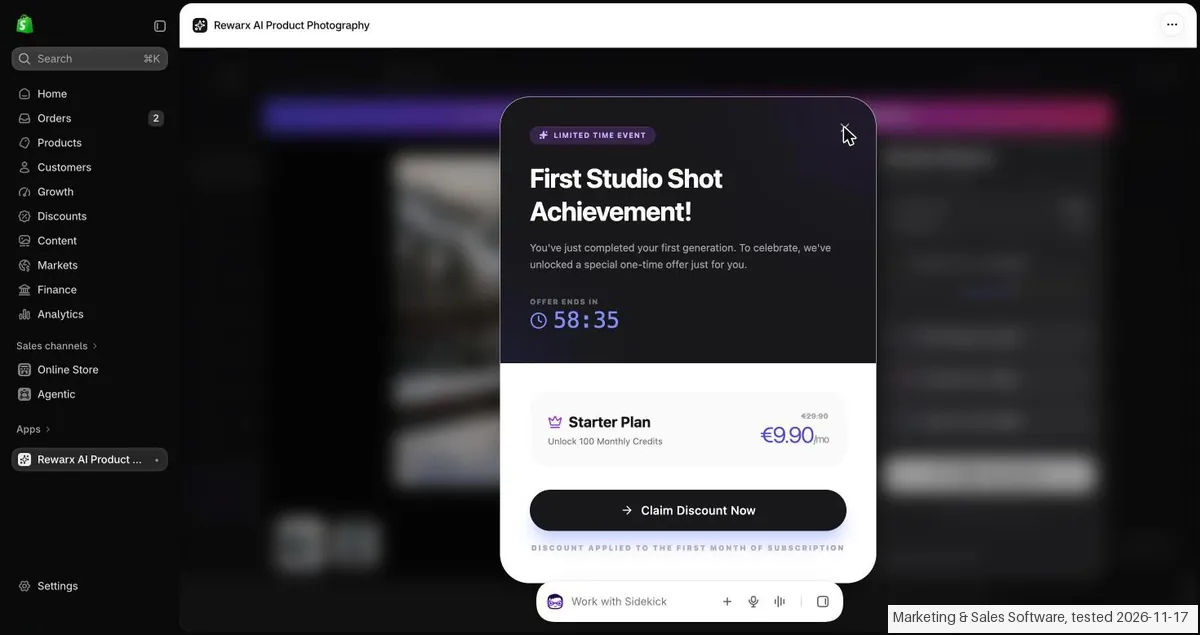 Rewarx AI Product Photography
Search ⌘K
Home
Orders 2
Products
Customers
Growth
Discounts
Content
Markets
Finance
Analytics
Sales channels
Online Store
Agentic
Apps
Rewarx AI Product ...
Settings
LIMITED TIME EVENT
First Studio Shot
Achievement!
You've just completed your first generation. To celebrate, we've
unlocked a special one-time offer just for you.
OFFER ENDS IN
58:35
€29.90
Starter Plan €9.90/mo
Unlock 100 Monthly Credits
Claim Discount Now
DISCOUNT APPLIED TO THE FIRST MONTH OF SUBSCRIPTION
Work with Sidekick
Marketing & Sales Software, tested 2026-11-17